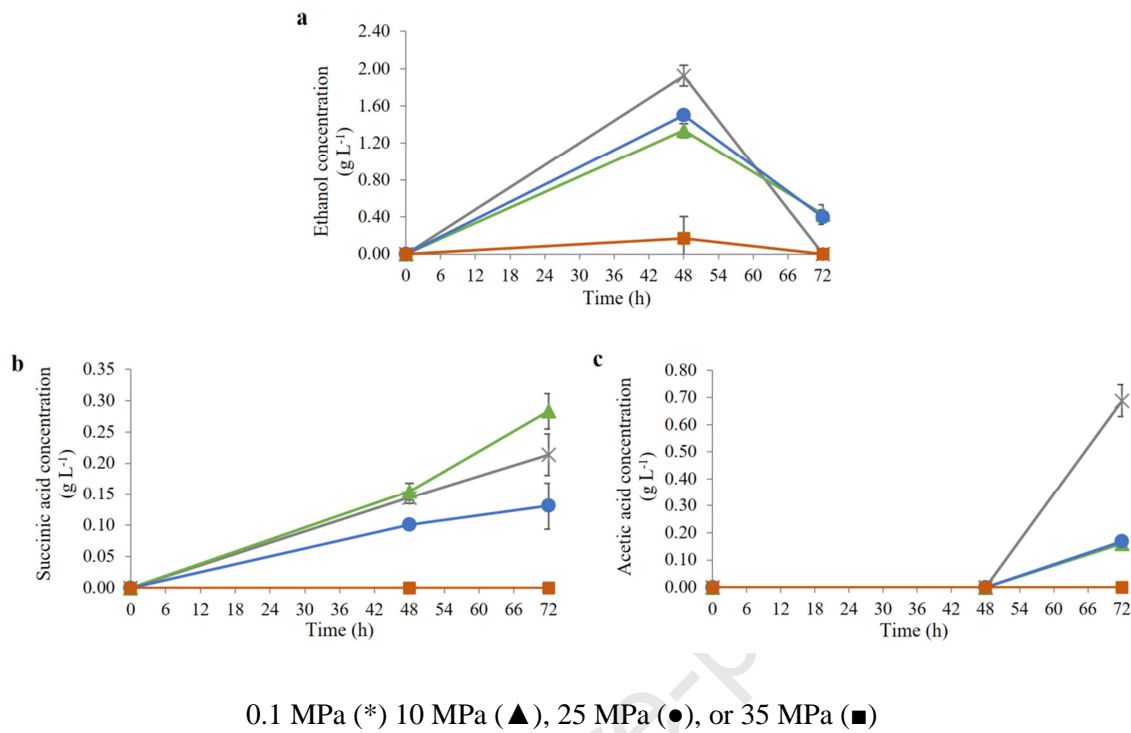 a
Ethanol concentration
(g L-1)
2.40
2.00
1.60
1.20
0.80
0.40
0.00
0 6 12 18 24 30 36 42 48 54 60 66 72
Time (h)
b
Succinic acid concentration
(g L-1)
0.35
0.30
0.25
0.20
0.15
0.10
0.05
0.00
0 6 12 18 24 30 36 42 48 54 60 66 72
Time (h)
c
Acetic acid concentration
(g L-1)
0.80
0.70
0.60
0.50
0.40
0.30
0.20
0.10
0.00
0 6 12 18 24 30 36 42 48 54 60 66 72
Time (h)
0.1 MPa (*) 10 MPa (▲), 25 MPa (●), or 35 MPa (■)